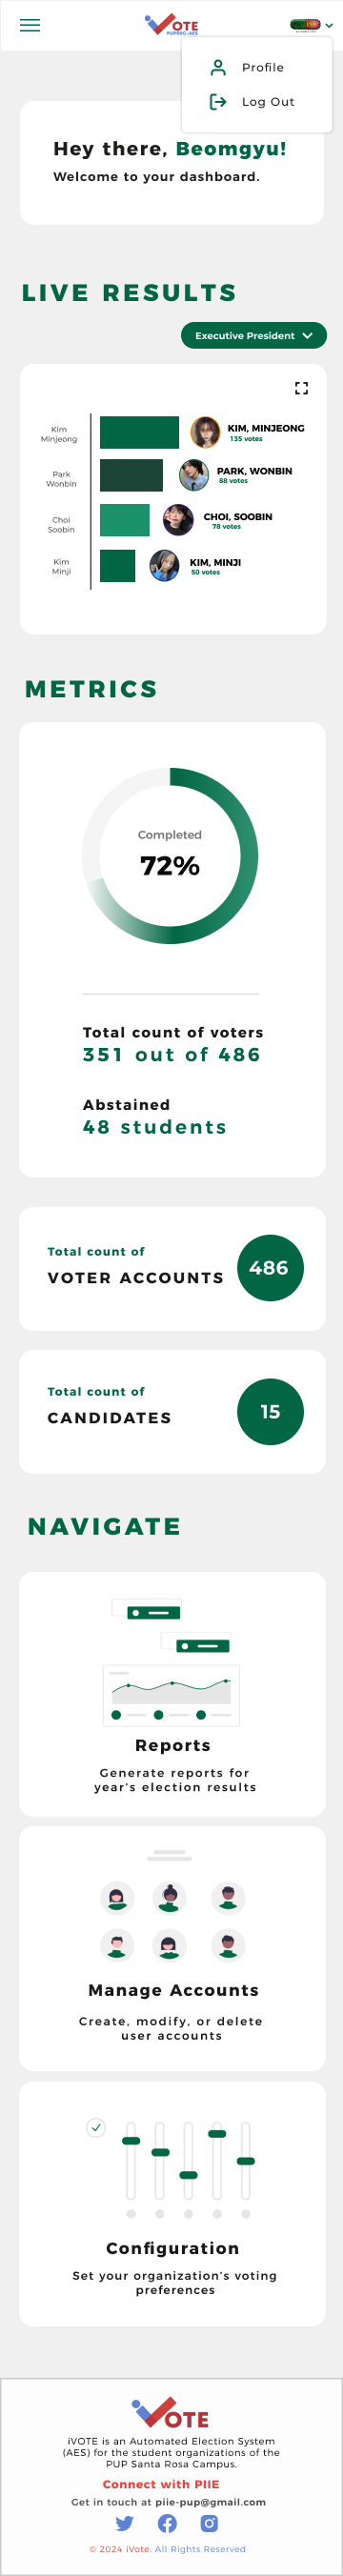 VOTE
PUPSRC-AES
Profile
Log Out
Hey there, Beomgyu!
Welcome to your dashboard.
LIVE RESULTS
Executive President
Kim
Minjeong
KIM, MINJEONG
135 votes
Park
Wonbin
PARK, WONBIN
88 votes
Choi
Soobin
CHOI, SOOBIN
78 votes
Kim
Minji
KIM, MINJI
50 votes
METRICS
Completed
72%
Total count of voters
351 out of 486
Abstained
48 students
Total count of
VOTER ACCOUNTS
486
Total count of
CANDIDATES
15
NAVIGATE
Reports
Generate reports for
year’s election results
Manage Accounts
Create, modify, or delete
user accounts
Configuration
Set your organization’s voting
preferences
VOTE
iVOTE is an Automated Election System
(AES) for the student organizations of the
PUP Santa Rosa Campus.
Connect with PIIE
Get in touch at piie-pup@gmail.com
© 2024 iVote. All Rights Reserved